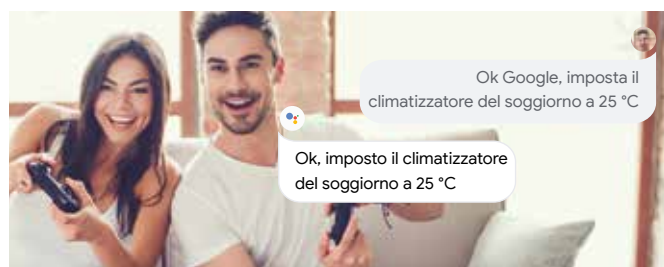 Ok Google, imposta il
climatizzatore del soggiorno a 25 °C
Ok, imposto il climatizzatore
del soggiorno a 25 °C